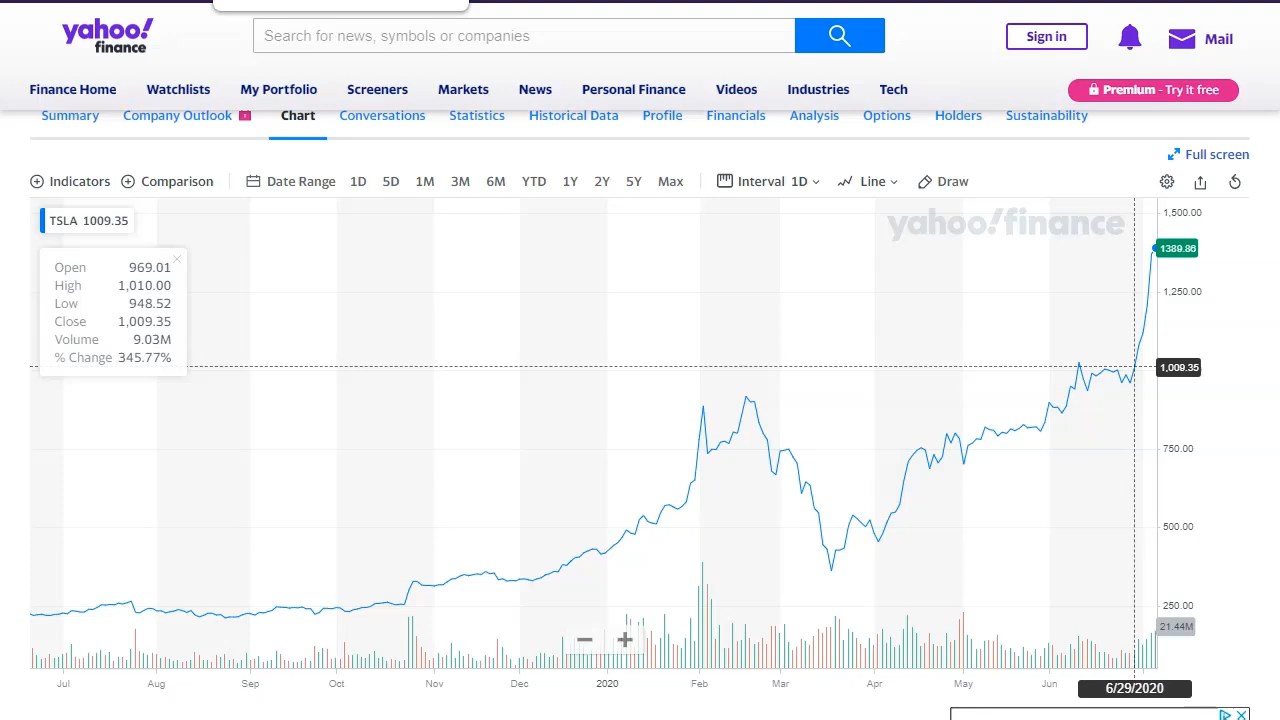 yahoo!
finance
Search for news, symbols or companies
Sign in
Mail
Finance Home Watchlists My Portfolio Screeners Markets News Personal Finance Videos Industries Tech
Premium - Try it free
Summary Company Outlook Chart Conversations Statistics Historical Data Profile Financials Analysis Options Holders Sustainability
Full screen
Indicators Comparison Date Range 1D 5D 1M 3M 6M YTD 1Y 2Y 5Y Max Interval 1D Line Draw
TSLA 1009.35
yahoo!finance
1,500.00
1389.86
Open 969.01
High 1,010.00
Low 948.52
Close 1,009.35
Volume 9.03M
% Change 345.77%
1,250.00
1,009.35
750.00
500.00
250.00
21.44M
Jul Aug Sep Oct Nov Dec 2020 Feb Mar Apr May Jun
6/29/2020